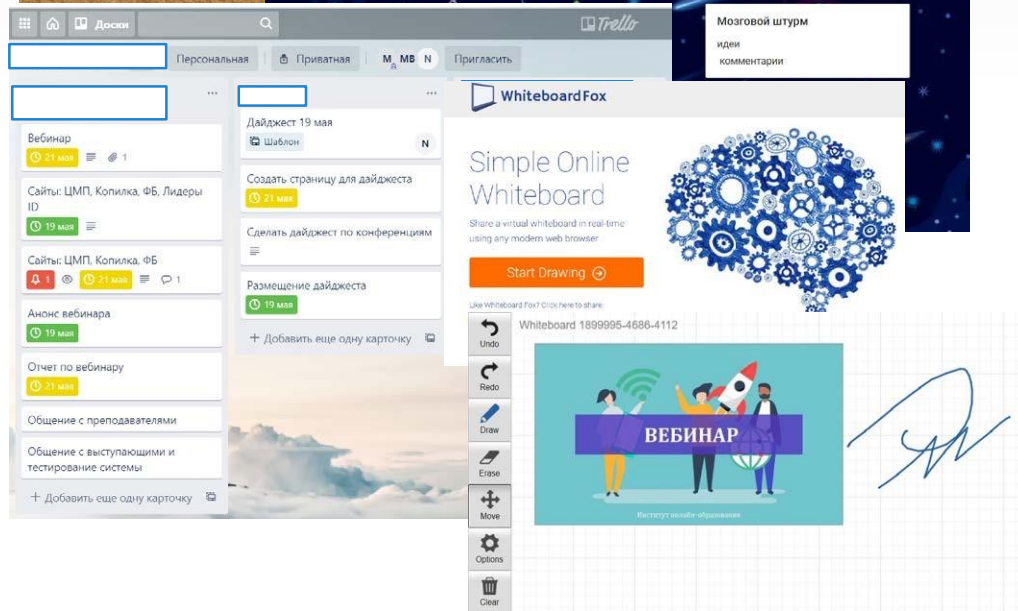 Доски
Trello
Персональная
Приватная
M MB N
Пригласить
Мозговой штурм
идеи
комментарии
Вебинар
21 мая 1
Сайты: ЦМП, Копилка, ФБ, Лидеры
ID
19 мая
Сайты: ЦМП, Копилка, ФБ
1 21 мая 1
Анонс вебинара
19 мая
Отчет по вебинару
21 мая
Общение с преподавателями
Общение с выступающими и
тестирование системы
+ Добавить еще одну карточку
Дайджест 19 мая
Шаблон N
Создать страницу для дайджеста
21 мая
Сделать дайджест по конференциям
Размещение дайджеста
19 мая
+ Добавить еще одну карточку
Whiteboard Fox
Simple Online
Whiteboard
Share a virtual whiteboard in real-time
using any modern web browser
Start Drawing
Like Whiteboard Fox? Click here to share:
Whiteboard 1899995-4686-4112
Undo
Redo
Draw
Erase
Move
Options
Clear
ВЕБИНАР
Институт онлайн-образования